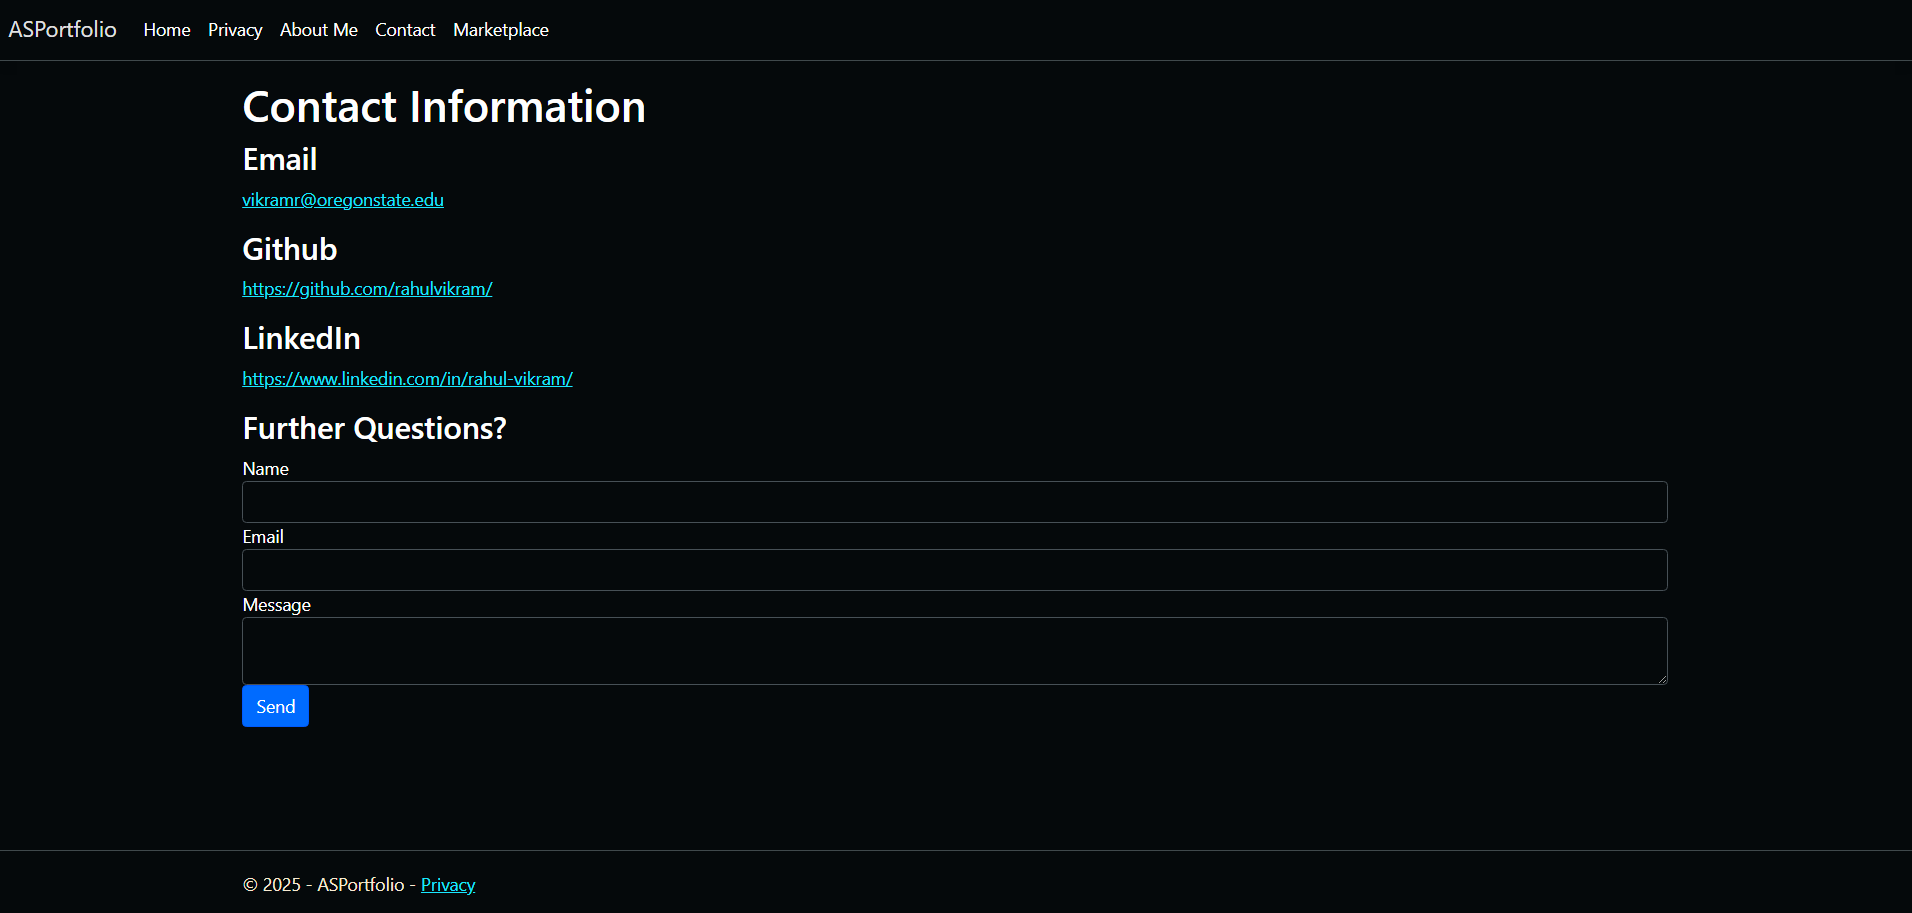 ASPortfolio Home Privacy About Me Contact Marketplace
Contact Information
Email
vikramr@oregonstate.edu
Github
https://github.com/rahulvikram/
LinkedIn
https://www.linkedin.com/in/rahul-vikram/
Further Questions?
Name
Email
Message
Send
© 2025 - ASPortfolio - Privacy